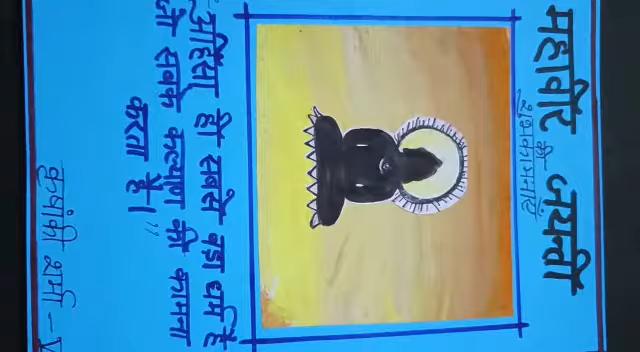 महावीर जयन्ती
की
शुभकामनाएं
“अहिंसा ही सबसे बड़ा धर्म है
जो सबके कल्याण की कामना
करता है।”
कृषांकी शर्मा - V